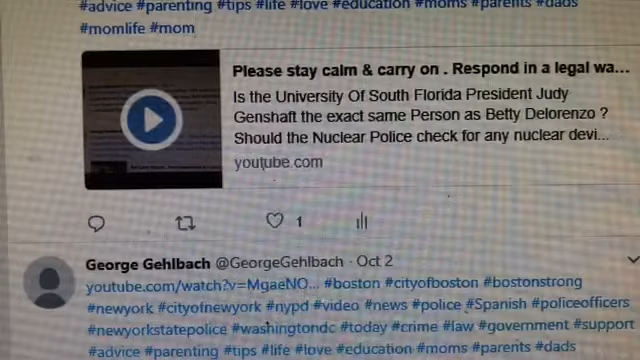 #advice #parenting #tips #life #love #education #moms #parents #dads
#momlife #mom
Please stay calm & carry on . Respond in a legal wa...
Is the University Of South Florida President Judy
Genshaft the exact same Person as Betty Delorenzo ?
Should the Nuclear Police check for any nuclear devi...
youtube.com
1
George Gehlbach @GeorgeGehlbach · Oct 2
youtube.com/watch?v=MgaeNO... #boston #cityofboston #bostonstrong
#newyork #cityofnewyork #nypd #video #news #police #Spanish #policeofficers
#newyorkstatepolice #washingtondc #today #crime #law #government #support
#advice #parenting #tips #life #love #education #moms #parents #dads